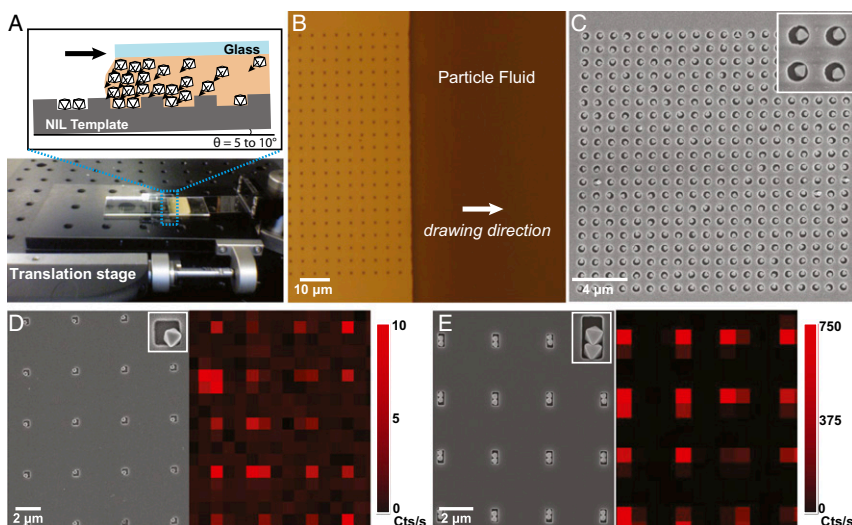 A
Glass
NIL Template
θ = 5 to 10°
Translation stage
B
Particle Fluid
drawing direction
10 μm
C
4 μm
D
2 μm
10
5
0
Cts/s
E
2 μm
750
375
0
Cts/s